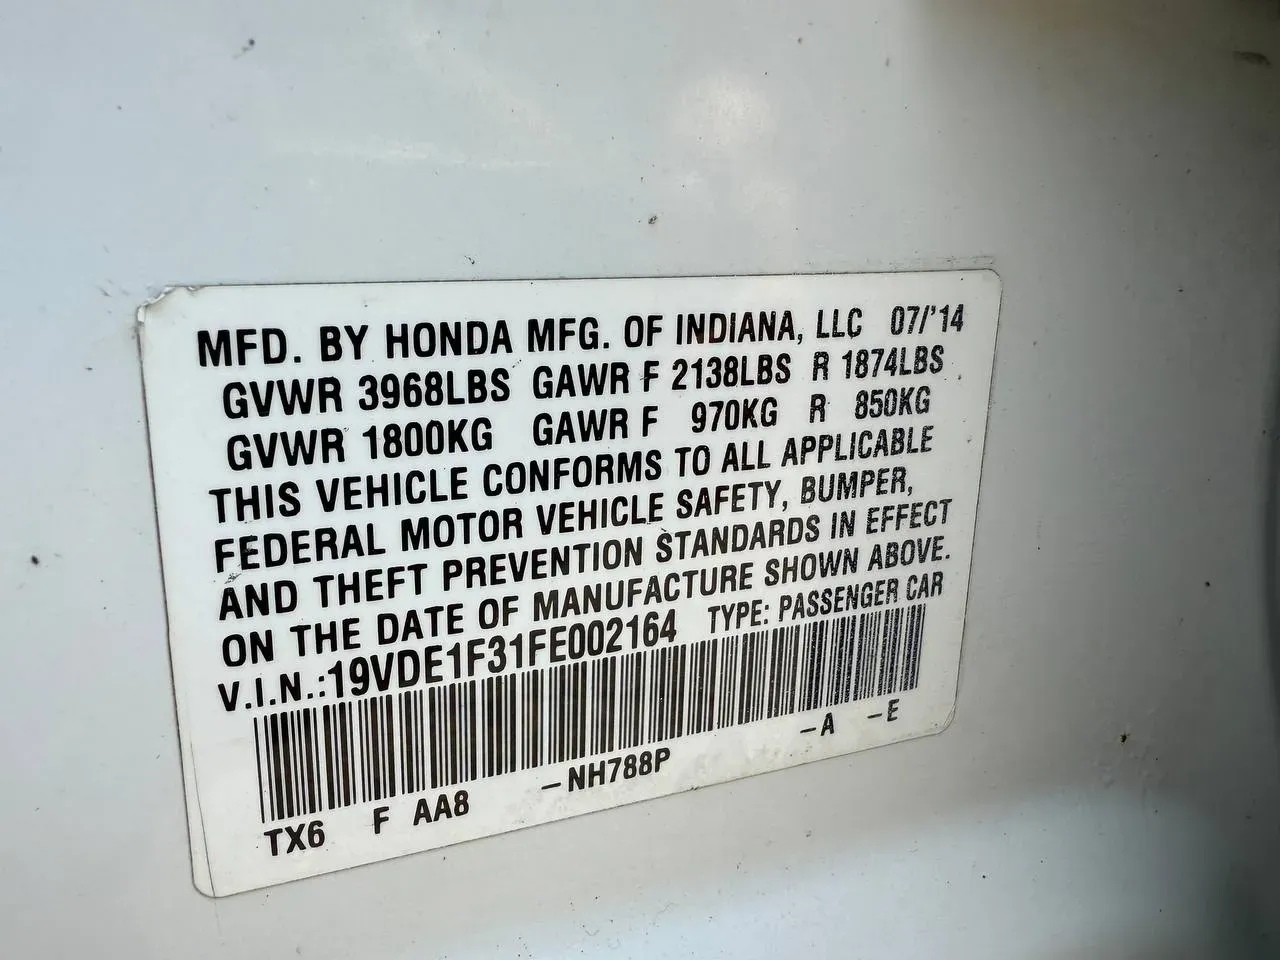 MFD. BY HONDA MFG. OF INDIANA, LLC 07/'14
GVWR 3968LBS GAWR F 2138LBS R 1874LBS
GVWR 1800KG GAWR F 970KG R 850KG
THIS VEHICLE CONFORMS TO ALL APPLICABLE
FEDERAL MOTOR VEHICLE SAFETY, BUMPER,
AND THEFT PREVENTION STANDARDS IN EFFECT
ON THE DATE OF MANUFACTURE SHOWN ABOVE.
V.I.N.:19VDE1F31FE002164 TYPE: PASSENGER CAR
TX6 F AA8 -NH788P -A -E